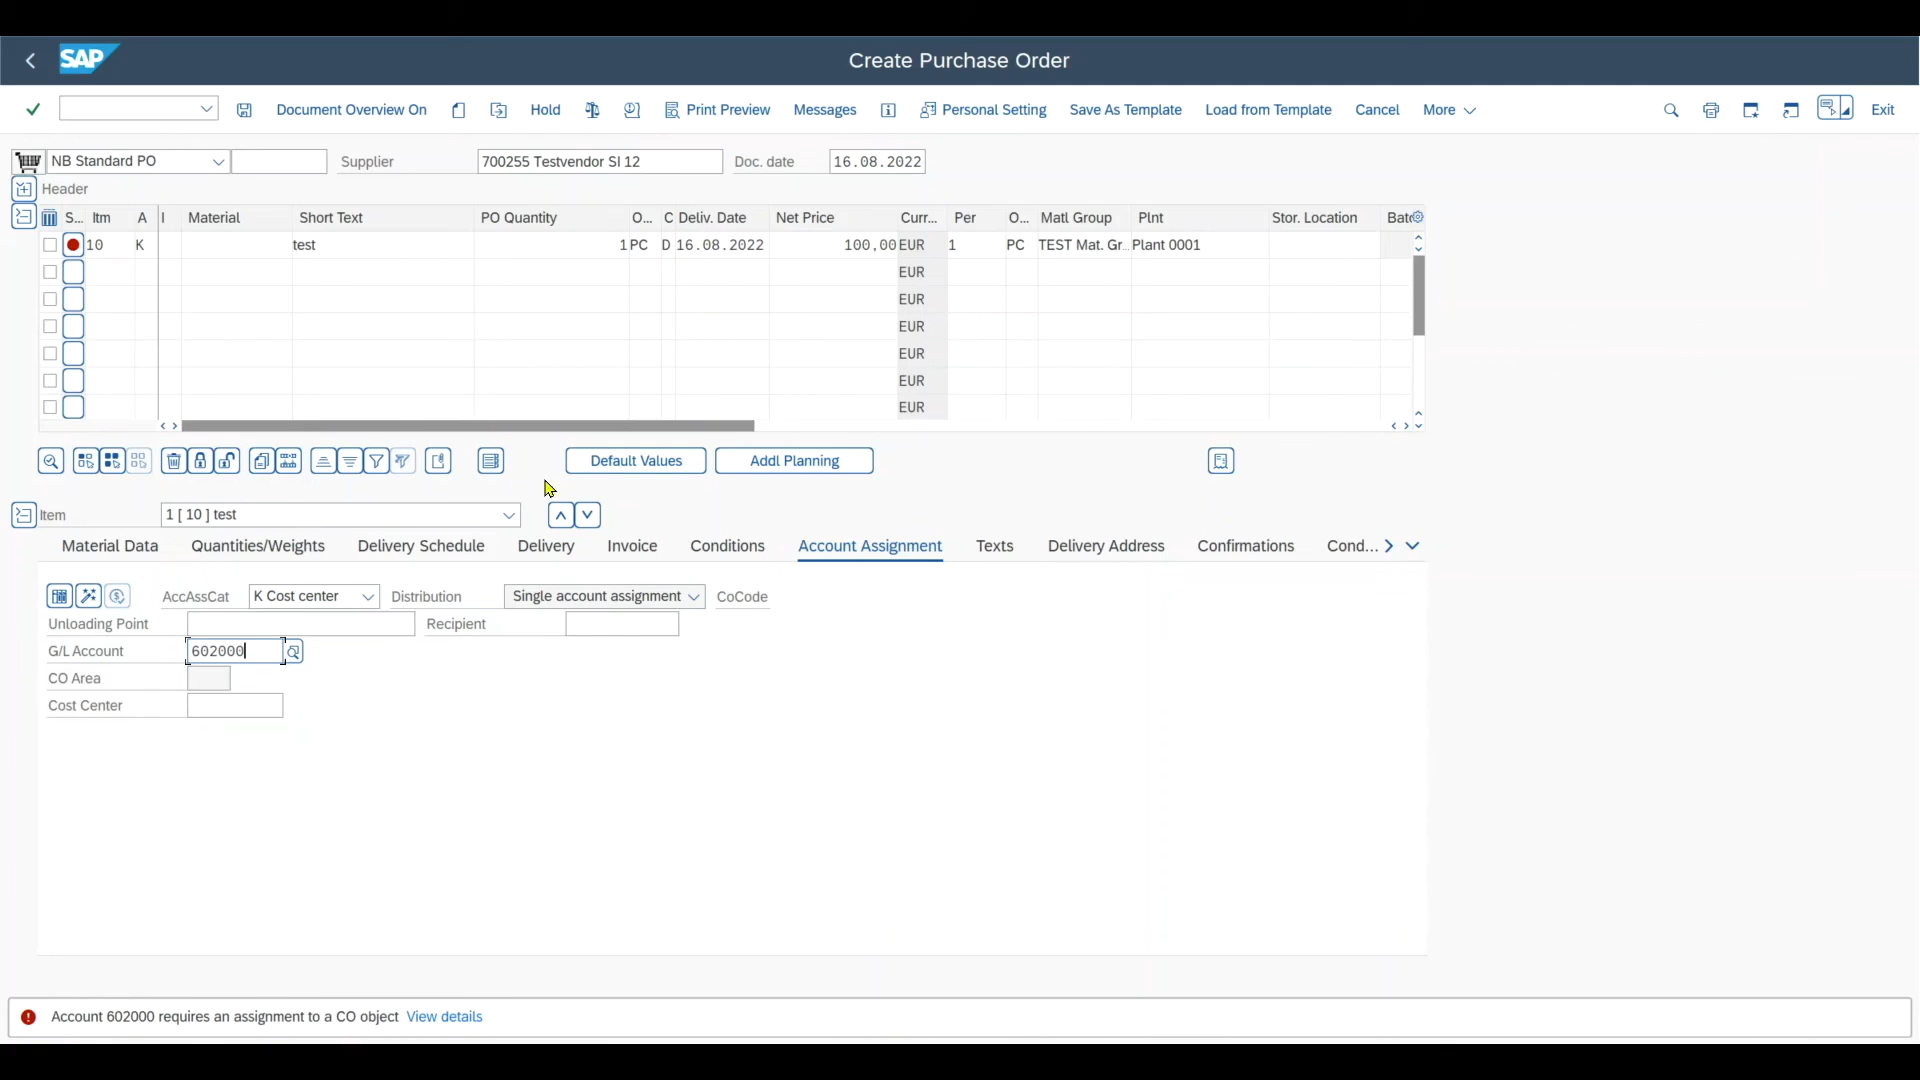 SAP
Create Purchase Order
Document Overview On Hold Print Preview Messages Personal Setting Save As Template Load from Template Cancel More Exit
NB Standard PO Supplier 700255 Testvendor SI 12 Doc. date 16.08.2022
Header
S... Itm A I Material Short Text PO Quantity O... C Deliv. Date Net Price Curr... Per O... Matl Group Plnt Stor. Location Batc
10 K test 1 PC D 16.08.2022 100,00 EUR 1 PC TEST Mat. Gr... Plant 0001
EUR
EUR
EUR
EUR
EUR
EUR
Default Values Addl Planning
Item 1 [ 10 ] test
Material Data Quantities/Weights Delivery Schedule Delivery Invoice Conditions Account Assignment Texts Delivery Address Confirmations Cond...
AccAssCat K Cost center Distribution Single account assignment CoCode
Unloading Point Recipient
G/L Account 602000
CO Area
Cost Center
Account 602000 requires an assignment to a CO object View details